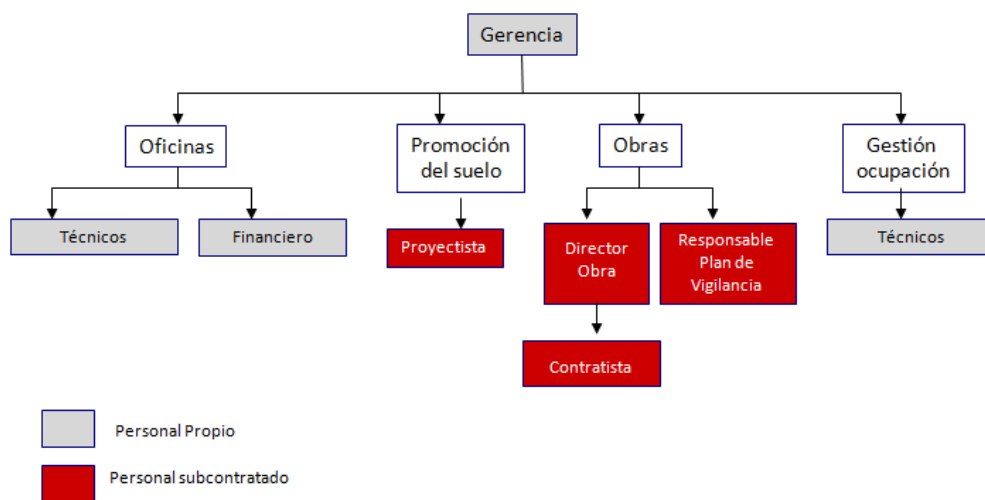 Gerencia
Oficinas
Promoción
del suelo
Obras
Gestión
ocupación
Técnicos
Financiero
Proyectista
Director
Obra
Responsable
Plan de
Vigilancia
Técnicos
Contratista
Personal Propio
Personal subcontratado